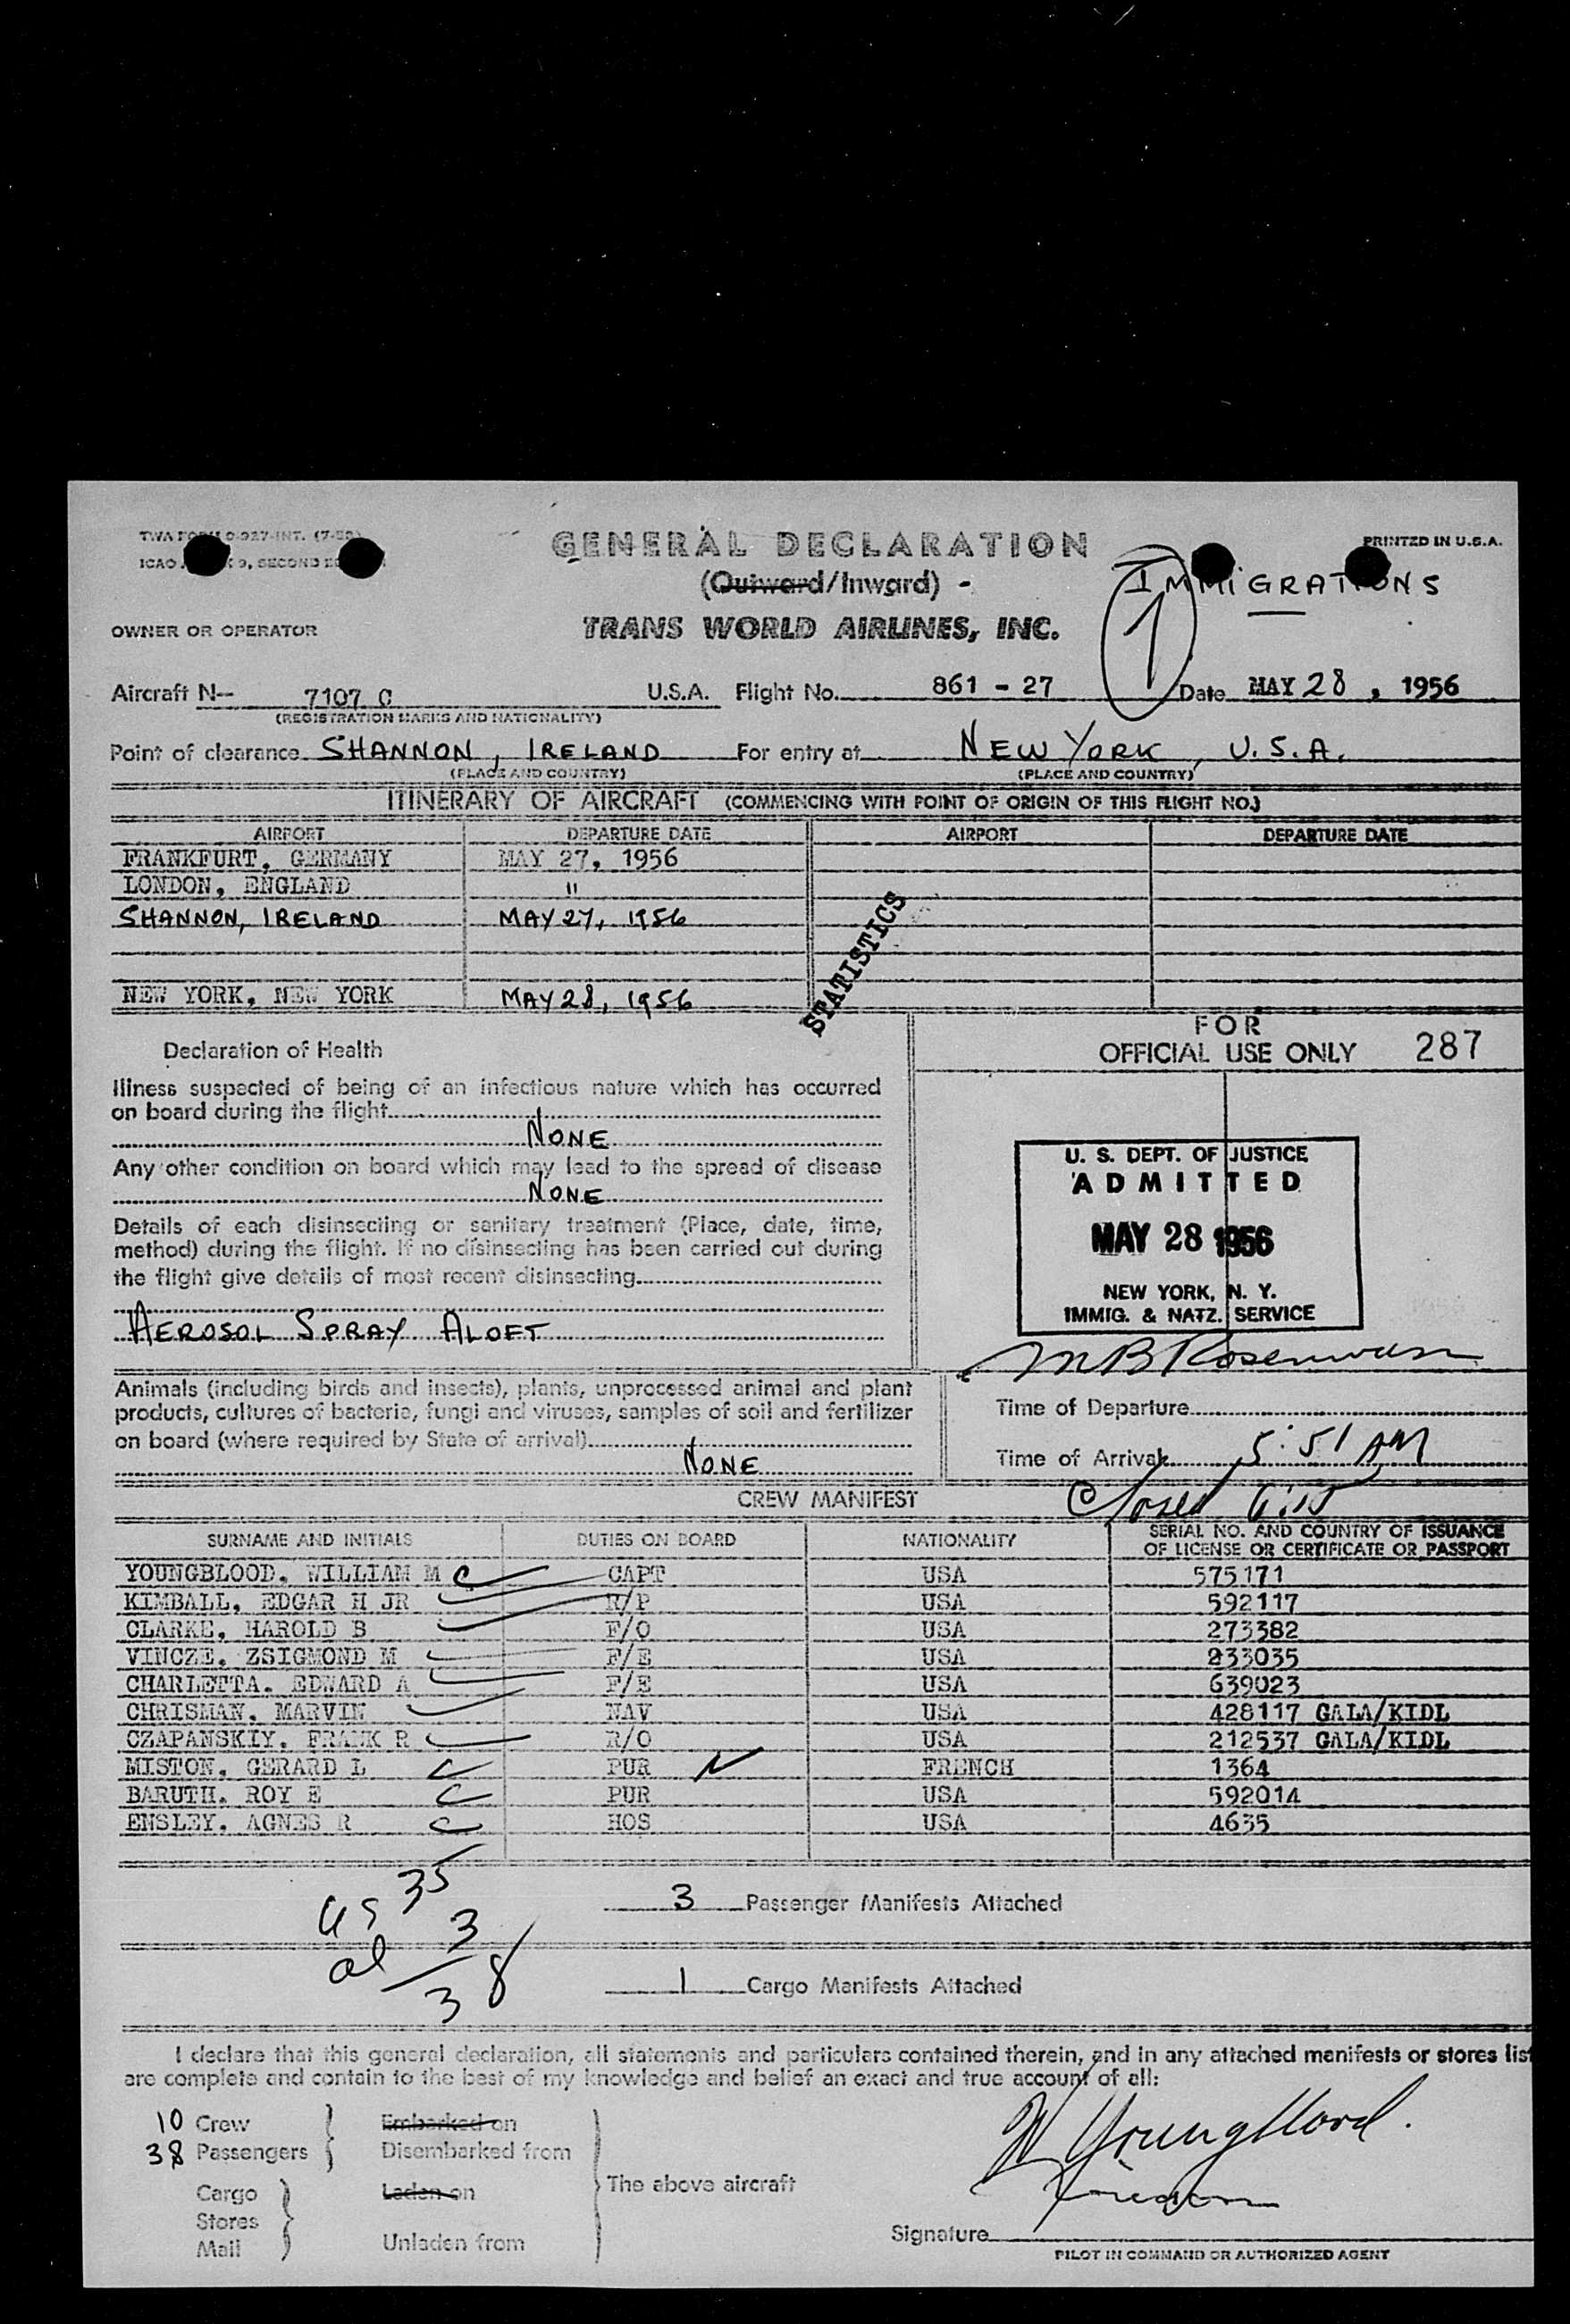 TWA FORM O-927-INT. (7-52)
GENERAL DECLARATION
PRINTED IN U.S.A.
ICAO 9, SECOND
(Outward/Inward) -
IMMIGRATIONS
1
OWNER OR OPERATOR
TRANS WORLD AIRLINES, INC.
Aircraft N-- 7107 C U.S.A. Flight No. 861 - 27 Date MAY 28, 1956
(REGISTRATION MARKS AND NATIONALITY)
Point of clearance SHANNON, IRELAND For entry at NEW YORK, U.S.A.
(PLACE AND COUNTRY) (PLACE AND COUNTRY)
ITINERARY OF AIRCRAFT (COMMENCING WITH POINT OF ORIGIN OF THIS FLIGHT NO.)
AIRPORT DEPARTURE DATE AIRPORT DEPARTURE DATE
FRANKFURT, GERMANY MAY 27, 1956
LONDON, ENGLAND "
SHANNON, IRELAND MAY 27, 1956
NEW YORK, NEW YORK MAY 28, 1956
STATISTICS
Declaration of Health
Illness suspected of being of an infectious nature which has occurred
on board during the flight
NONE
Any other condition on board which may lead to the spread of disease
NONE
Details of each disinsecting or sanitary treatment (Place, date, time,
method) during the flight. If no disinsecting has been carried out during
the flight give details of most recent disinsecting
AEROSOL SPRAY ALOFT
FOR
OFFICIAL USE ONLY 287
U. S. DEPT. OF JUSTICE
ADMITTED
MAY 28 1956
NEW YORK, N. Y.
IMMIG. & NATZ. SERVICE
Animals (including birds and insects), plants, unprocessed animal and plant
products, cultures of bacteria, fungi and viruses, samples of soil and fertilizer
on board (where required by State of arrival)
NONE
Time of Departure
Time of Arrival 5:51 AM
Closed 6:15
CREW MANIFEST
SURNAME AND INITIALS DUTIES ON BOARD NATIONALITY SERIAL NO. AND COUNTRY OF ISSUANCE
OF LICENSE OR CERTIFICATE OR PASSPORT
YOUNGBLOOD, WILLIAM M CAPT USA 575171
KIMBALL, EDGAR H JR R/P USA 592117
CLARKE, HAROLD B F/O USA 273382
VINCZE, ZSIGMOND M F/E USA 833035
CHARLETTA, EDWARD A F/E USA 639023
CHRISMAN, MARVIN NAV USA 428117 GALA/KIDL
CZAPANSKIY, FRANK R R/O USA 212537 GALA/KIDL
MISTON, GERARD L PUR FRENCH 1364
BARUTH, ROY E PUR USA 592014
ENSLEY, AGNES R HOS USA 4635
us 35
al 3
38
3 Passenger Manifests Attached
1 Cargo Manifests Attached
I declare that this general declaration, all statements and particulars contained therein, and in any attached manifests or stores list
are complete and contain to the best of my knowledge and belief an exact and true account of all:
10 Crew Embarked on
38 Passengers Disembarked from
The above aircraft
Cargo Laden on
Stores
Mail Unladen from
W Youngblood
Signature
PILOT IN COMMAND OR AUTHORIZED AGENT